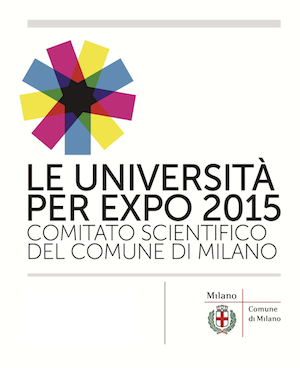 LE UNIVERSITÀ
PER EXPO 2015
COMITATO SCIENTIFICO
DEL COMUNE DI MILANO
Milano
Comune
di Milano